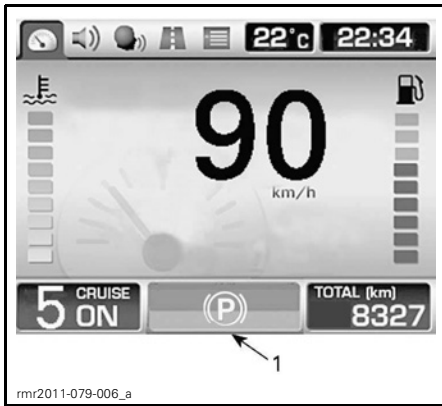 22°C 22:34
90
km/h
5 CRUISE ON
(P)
TOTAL (km)
8327
1
rmr2011-079-006_a